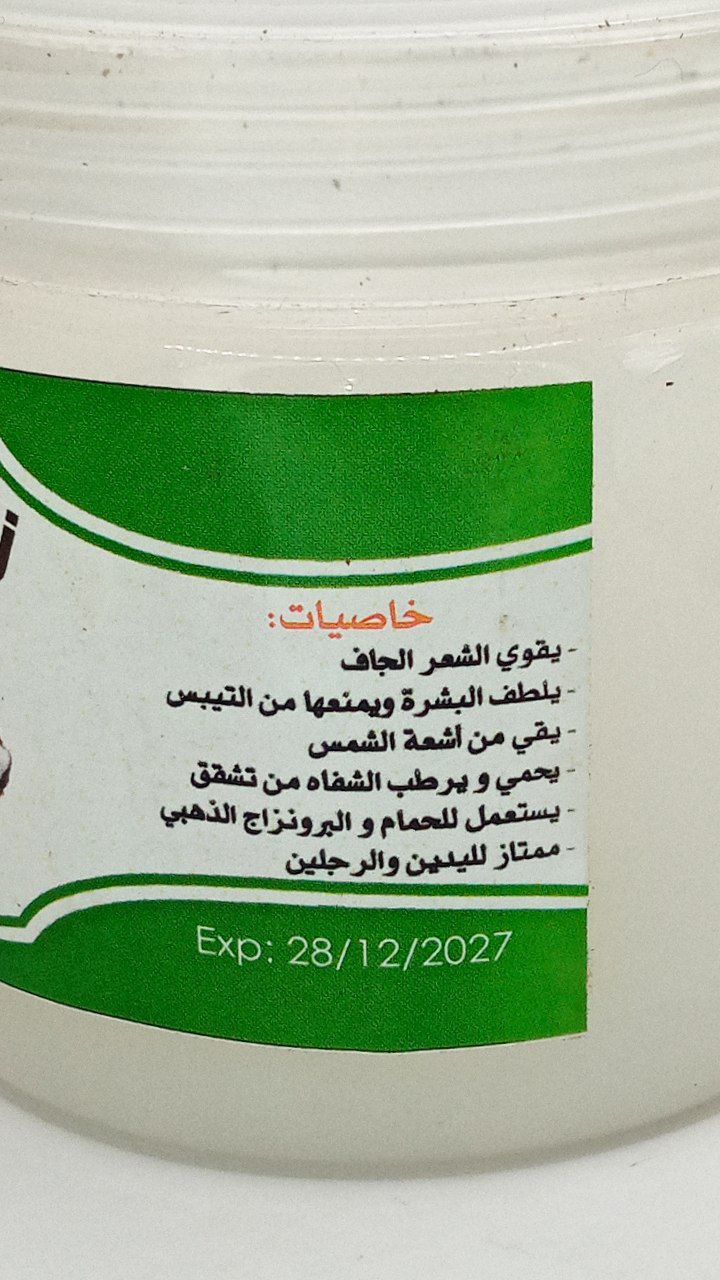 خاصيات:
- يقوي الشعر الجاف
- يلطف البشرة ويمنعها من التيبس
- يقي من أشعة الشمس
- يحمي و يرطب الشفاه من تشقق
- يستعمل للحمام و البرونزاج الذهبي
- ممتاز لليدين والرجلين
Exp: 28/12/2027